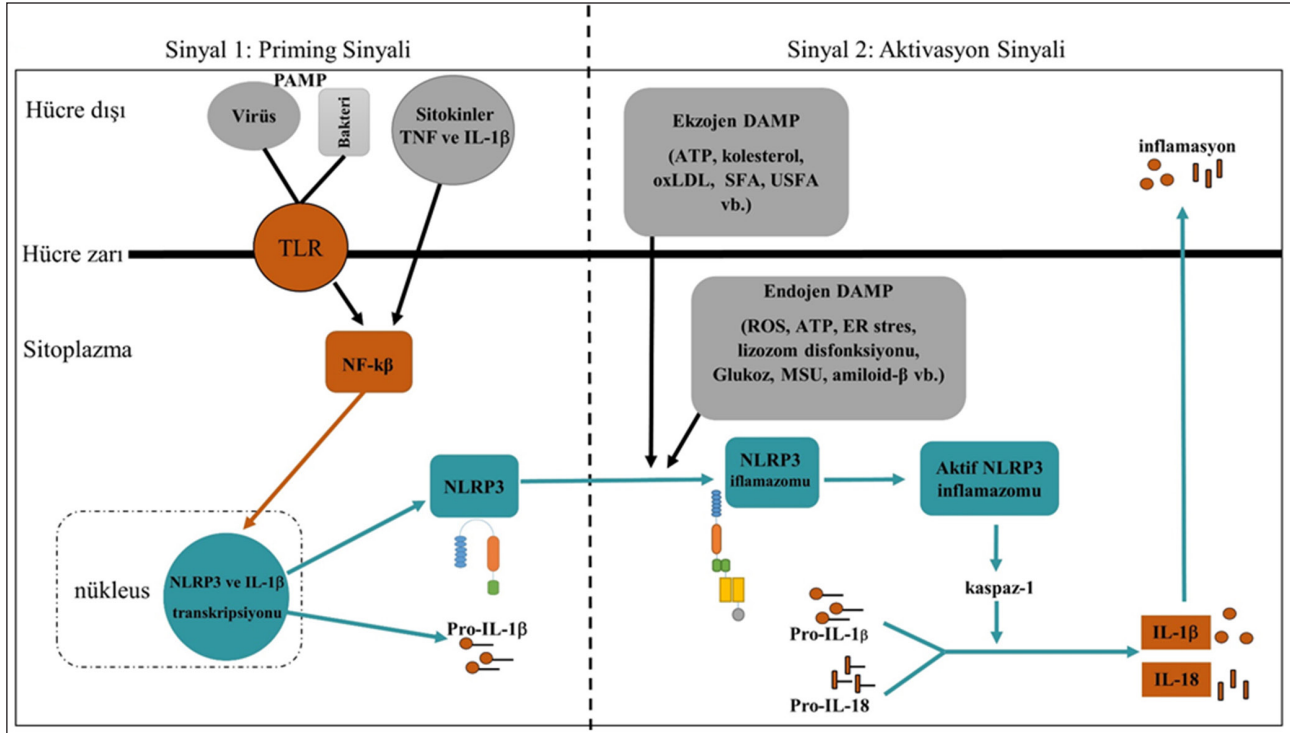 Sinyal 1: Priming Sinyali
Sinyal 2: Aktivasyon Sinyali
Hücre dışı
PAMP
Virüs
Bakteri
Sitokinler
TNF ve IL-1β
Ekzojen DAMP
(ATP, kolesterol,
oxLDL, SFA, USFA
vb.)
inflamasyon
Hücre zarı
TLR
Sitoplazma
NF-kβ
Endojen DAMP
(ROS, ATP, ER stres,
lizozom disfonksiyonu,
Glukoz, MSU, amiloid-β vb.)
NLRP3
NLRP3
iflamazomu
Aktif NLRP3
inflamazomu
nükleus
NLRP3 ve IL-1β
transkripsiyonu
Pro-IL-1β
kaspaz-1
Pro-IL-1β
Pro-IL-18
IL-1β
IL-18